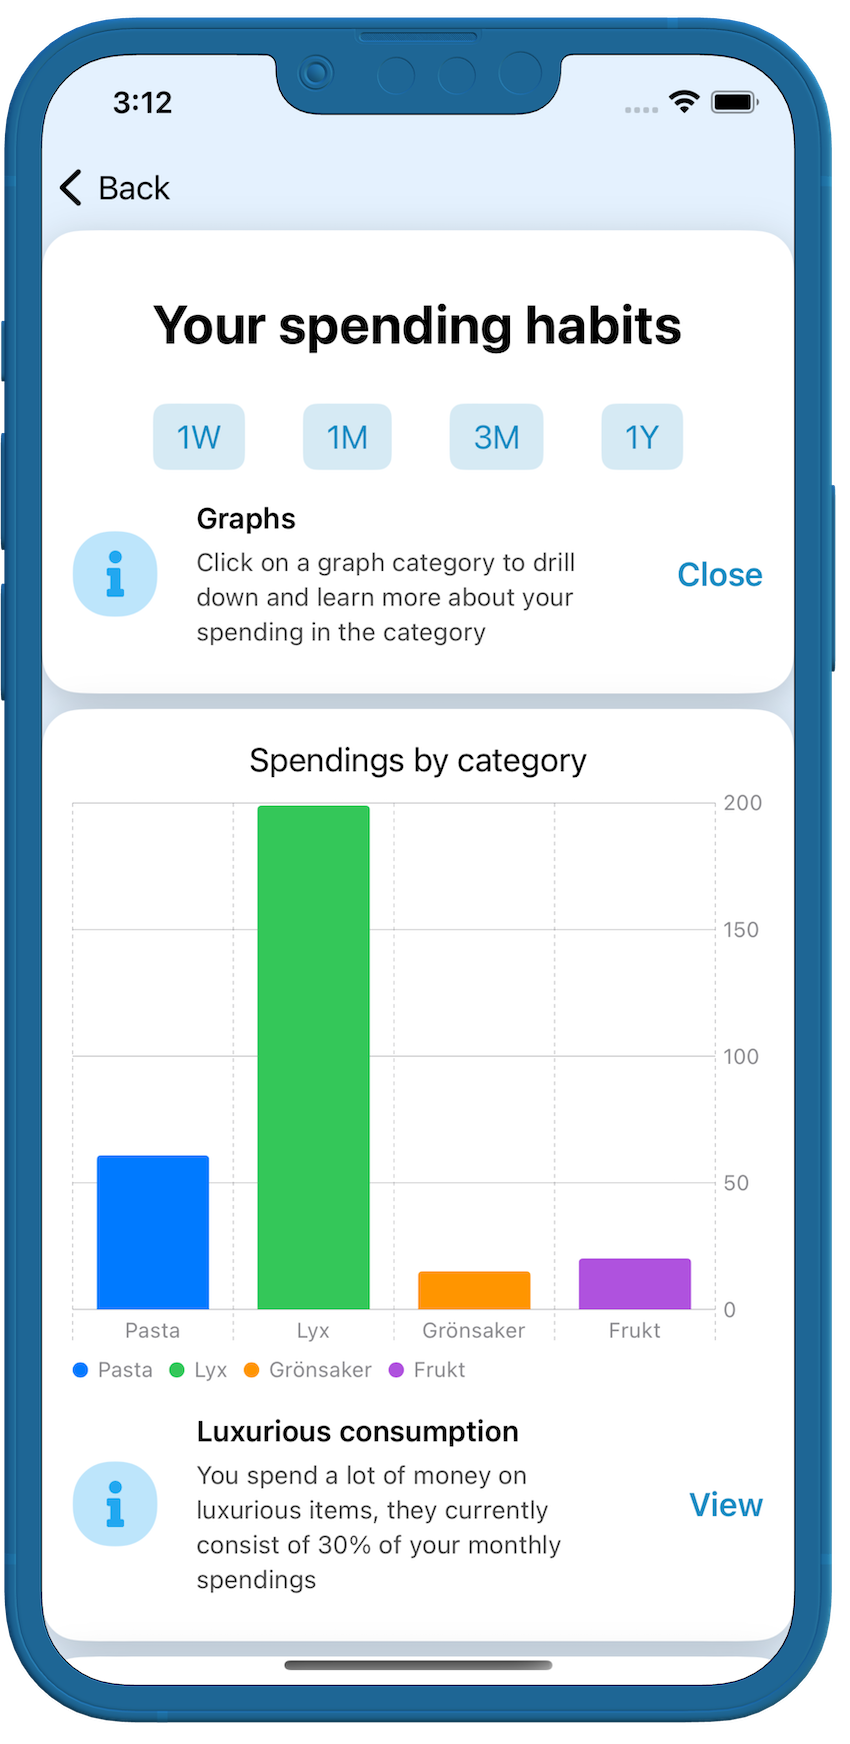 3:12
Back
Your spending habits
1W 1M 3M 1Y
Graphs
Click on a graph category to drill
down and learn more about your
spending in the category
Close
Spendings by category
200
150
100
50
0
Pasta Lyx Grönsaker Frukt
Pasta Lyx Grönsaker Frukt
Luxurious consumption
You spend a lot of money on
luxurious items, they currently
consist of 30% of your monthly
spendings
View